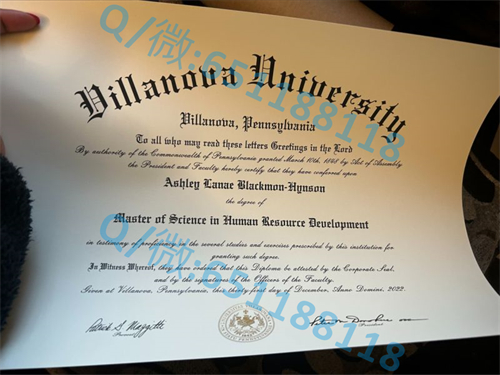 Q/微:651188118
Villanova University
Villanova, Pennsylvania
To all who may read these letters Greetings in the Lord
By authority of the Commonwealth of Pennsylvania granted March 10th, 1848 by Act of Assembly
the President and Faculty hereby certify that they have conferred upon
Ashley Lanae Blackmon-Hynson
the degree of
Master of Science in Human Resource Development
in testimony of proficiency in the several studies and exercises prescribed by this institution for
granting such degree.
In Witness Whereof, they have ordered that this Diploma be attested by the Corporate Seal,
and by the signatures of the Officers of the Faculty.
Given at Villanova, Pennsylvania, this thirty first day of December, Anno Domini, 2022.
Q/微:651188118
President